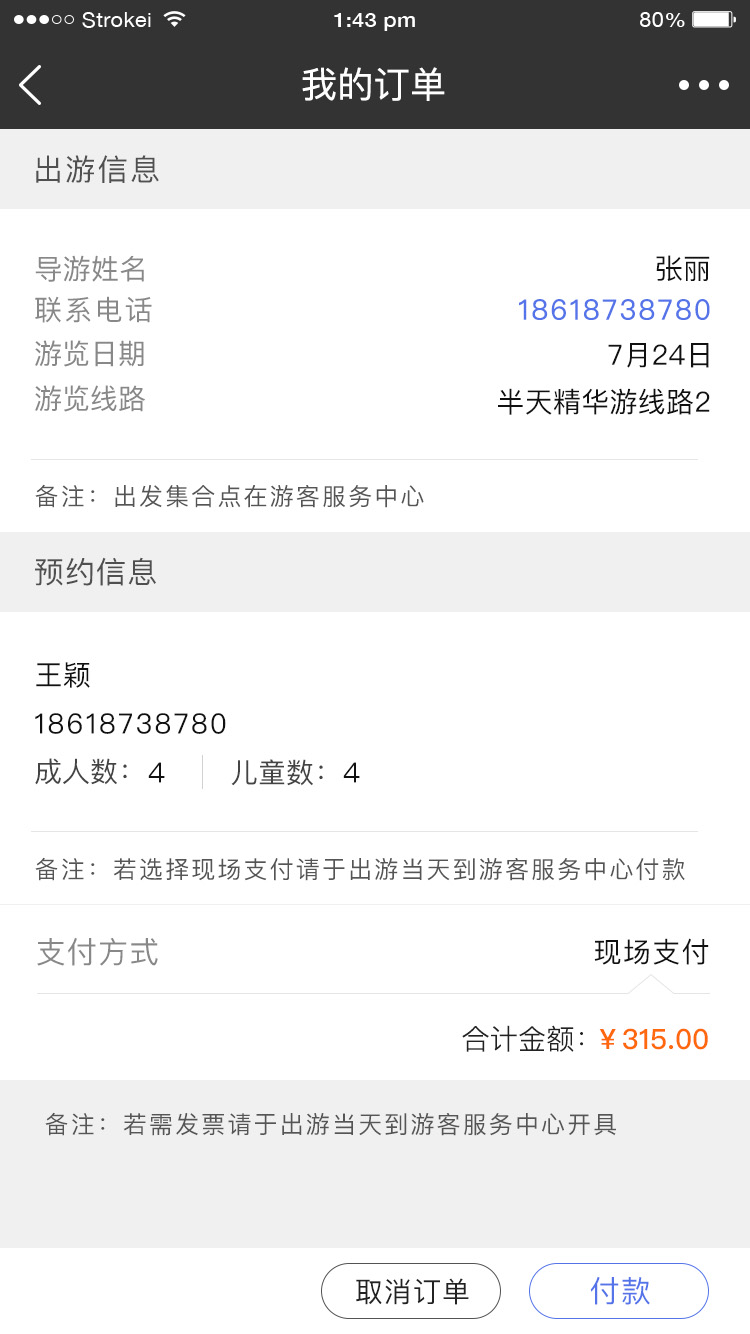 Strokei 1:43 pm 80%
我的订单
出游信息
导游姓名 张丽
联系电话 18618738780
游览日期 7月24日
游览线路 半天精华游线路2
备注：出发集合点在游客服务中心
预约信息
王颖
18618738780
成人数：4 儿童数：4
备注：若选择现场支付请于出游当天到游客服务中心付款
支付方式 现场支付
合计金额：¥315.00
备注：若需发票请于出游当天到游客服务中心开具
取消订单 付款